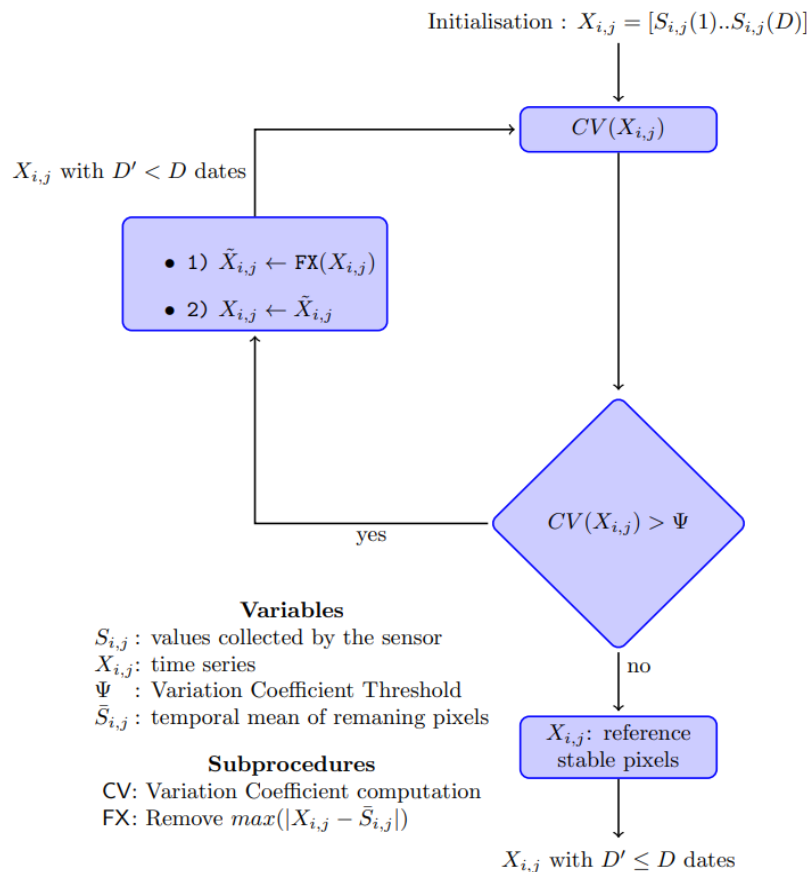 Initialisation : X_{i,j} = [S_{i,j}(1)..S_{i,j}(D)]
CV(X_{i,j})
X_{i,j} with D′ < D dates
• 1) X̃_{i,j} ← FX(X_{i,j})
• 2) X_{i,j} ← X̃_{i,j}
CV(X_{i,j}) > Ψ
yes
no
Variables
S_{i,j} : values collected by the sensor
X_{i,j}: time series
Ψ : Variation Coefficient Threshold
S̄_{i,j} : temporal mean of remaning pixels
Subprocedures
CV: Variation Coefficient computation
FX: Remove max(|X_{i,j} − S̄_{i,j}|)
X_{i,j}: reference
stable pixels
X_{i,j} with D′ ≤ D dates